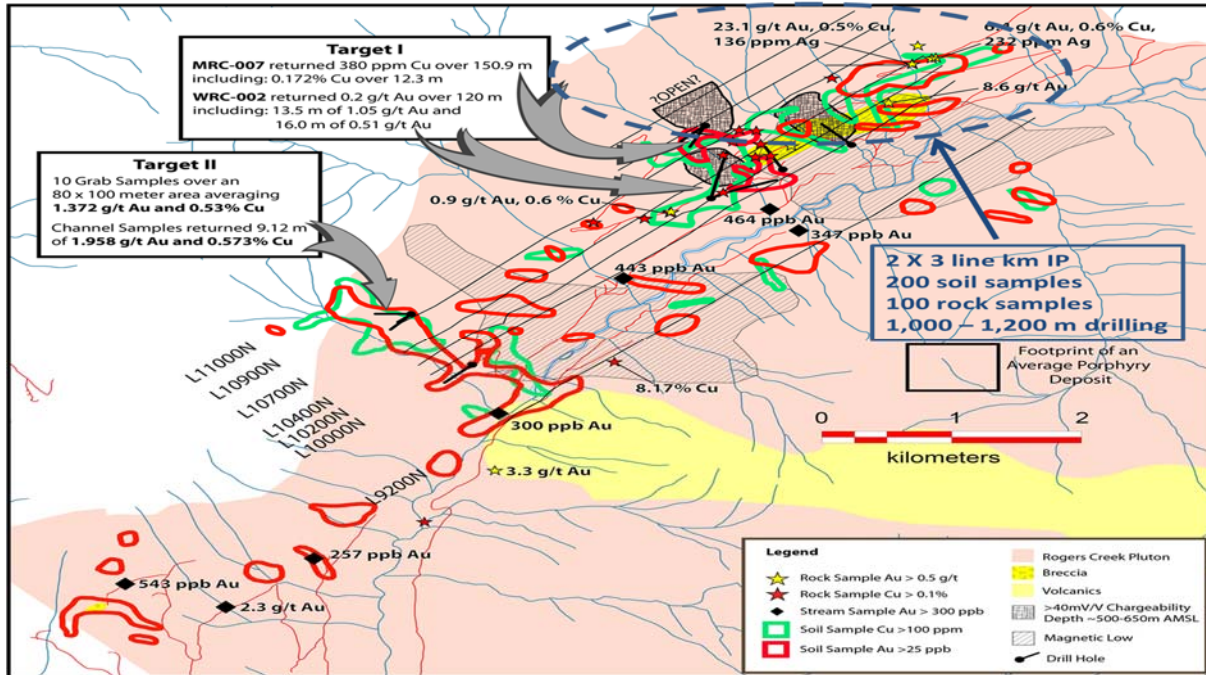 Target I
MRC-007 returned 380 ppm Cu over 150.9 m
including: 0.172% Cu over 12.3 m
WRC-002 returned 0.2 g/t Au over 120 m
including: 13.5 m of 1.05 g/t Au and
16.0 m of 0.51 g/t Au
Target II
10 Grab Samples over an
80 x 100 meter area averaging
1.372 g/t Au and 0.53% Cu
Channel Samples returned 9.12 m
of 1.958 g/t Au and 0.573% Cu
23.1 g/t Au, 0.5% Cu,
136 ppm Ag
6.4 g/t Au, 0.6% Cu,
232 ppm Ag
?OPEN?
8.6 g/t Au
0.9 g/t Au, 0.6 % Cu
464 ppb Au
347 ppb Au
443 ppb Au
2 X 3 line km IP
200 soil samples
100 rock samples
1,000 – 1,200 m drilling
Footprint of an
Average Porphyry
Deposit
8.17% Cu
0 1 2
kilometers
L11000N
L10900N
L10700N
L10400N
L10200N
L10000N
300 ppb Au
3.3 g/t Au
L9200N
257 ppb Au
543 ppb Au
2.3 g/t Au
Legend
Rock Sample Au > 0.5 g/t
Rock Sample Cu > 0.1%
Stream Sample Au > 300 ppb
Soil Sample Cu >100 ppm
Soil Sample Au >25 ppb
Rogers Creek Pluton
Breccia
Volcanics
>40mV/V Chargeability
Depth ~500-650m AMSL
Magnetic Low
Drill Hole